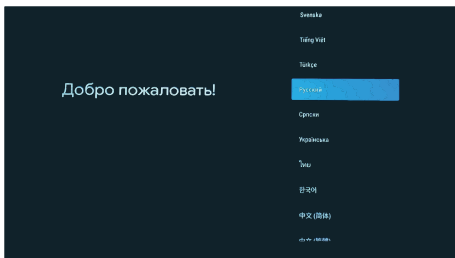 Добро пожаловать!
Svenska
Tiếng Việt
Türkçe
Русский
Српски
Українська
ไทย
한국어
中文 (简体)